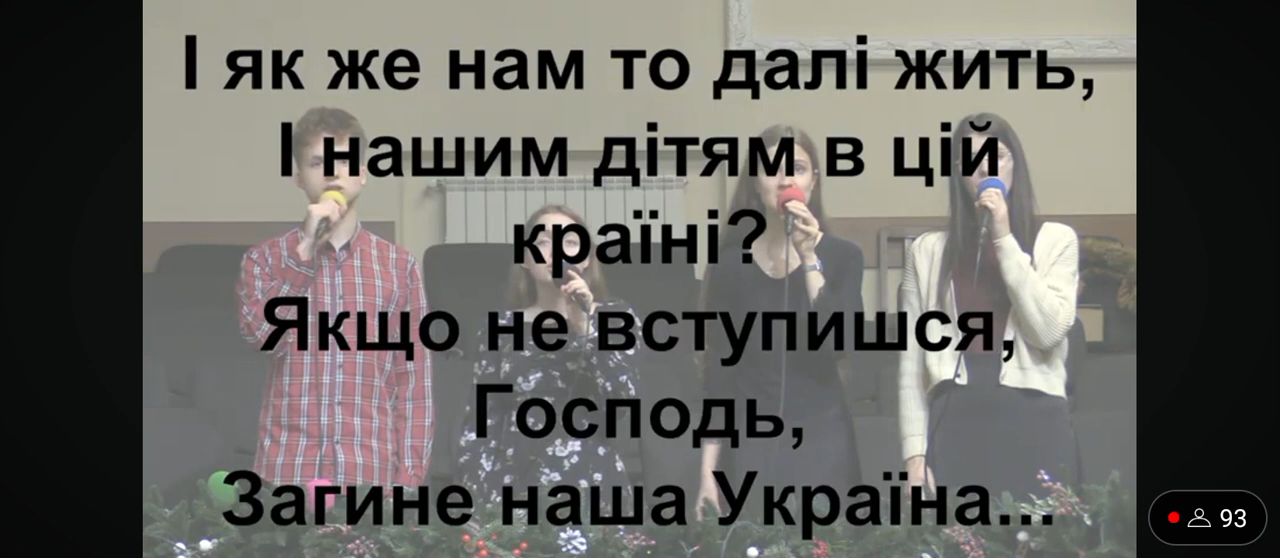 І як же нам то далі жить,
І нашим дітям в цій
країні?
Якщо не вступишся,
Господь,
Загине наша Україна...
93